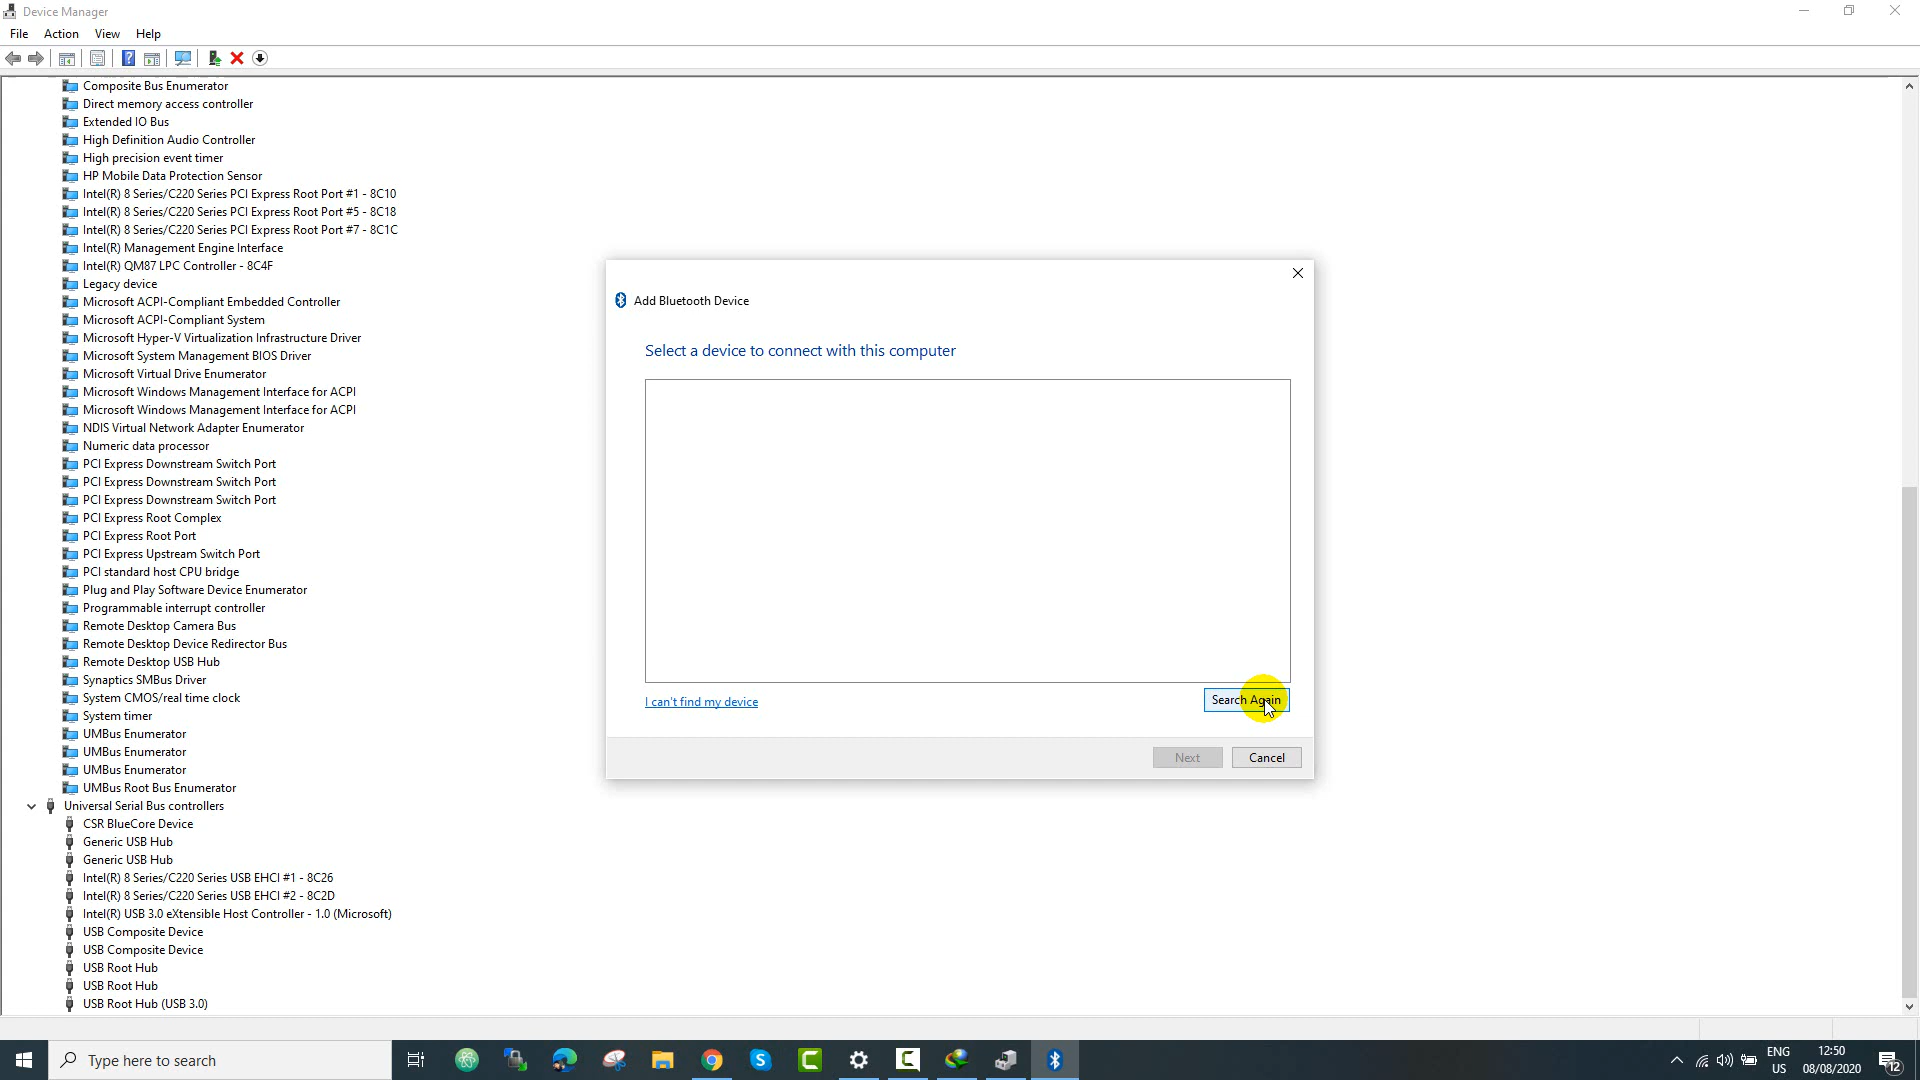 Device Manager
File Action View Help
Composite Bus Enumerator
Direct memory access controller
Extended IO Bus
High Definition Audio Controller
High precision event timer
HP Mobile Data Protection Sensor
Intel(R) 8 Series/C220 Series PCI Express Root Port #1 - 8C10
Intel(R) 8 Series/C220 Series PCI Express Root Port #5 - 8C18
Intel(R) 8 Series/C220 Series PCI Express Root Port #7 - 8C1C
Intel(R) Management Engine Interface
Intel(R) QM87 LPC Controller - 8C4F
Legacy device
Microsoft ACPI-Compliant Embedded Controller
Microsoft ACPI-Compliant System
Microsoft Hyper-V Virtualization Infrastructure Driver
Microsoft System Management BIOS Driver
Microsoft Virtual Drive Enumerator
Microsoft Windows Management Interface for ACPI
Microsoft Windows Management Interface for ACPI
NDIS Virtual Network Adapter Enumerator
Numeric data processor
PCI Express Downstream Switch Port
PCI Express Downstream Switch Port
PCI Express Downstream Switch Port
PCI Express Root Complex
PCI Express Root Port
PCI Express Upstream Switch Port
PCI standard host CPU bridge
Plug and Play Software Device Enumerator
Programmable interrupt controller
Remote Desktop Camera Bus
Remote Desktop Device Redirector Bus
Remote Desktop USB Hub
Synaptics SMBus Driver
System CMOS/real time clock
System timer
UMBus Enumerator
UMBus Enumerator
UMBus Enumerator
UMBus Root Bus Enumerator
Universal Serial Bus controllers
CSR BlueCore Device
Generic USB Hub
Generic USB Hub
Intel(R) 8 Series/C220 Series USB EHCI #1 - 8C26
Intel(R) 8 Series/C220 Series USB EHCI #2 - 8C2D
Intel(R) USB 3.0 eXtensible Host Controller - 1.0 (Microsoft)
USB Composite Device
USB Composite Device
USB Root Hub
USB Root Hub
USB Root Hub (USB 3.0)
Add Bluetooth Device
Select a device to connect with this computer
I can't find my device
Search Again
Next
Cancel
Type here to search
ENG
US
12:50
08/08/2020
12